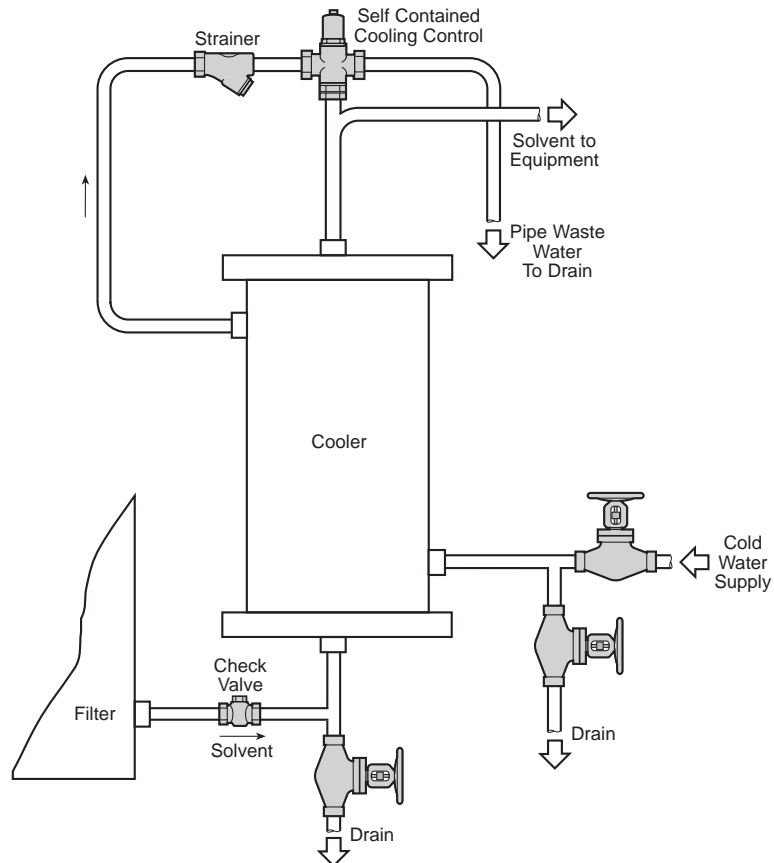 Self Contained
Cooling Control
Strainer
Solvent to
Equipment
Pipe Waste
Water
To Drain
Cooler
Cold
Water
Supply
Check
Valve
Filter
Solvent
Drain
Drain